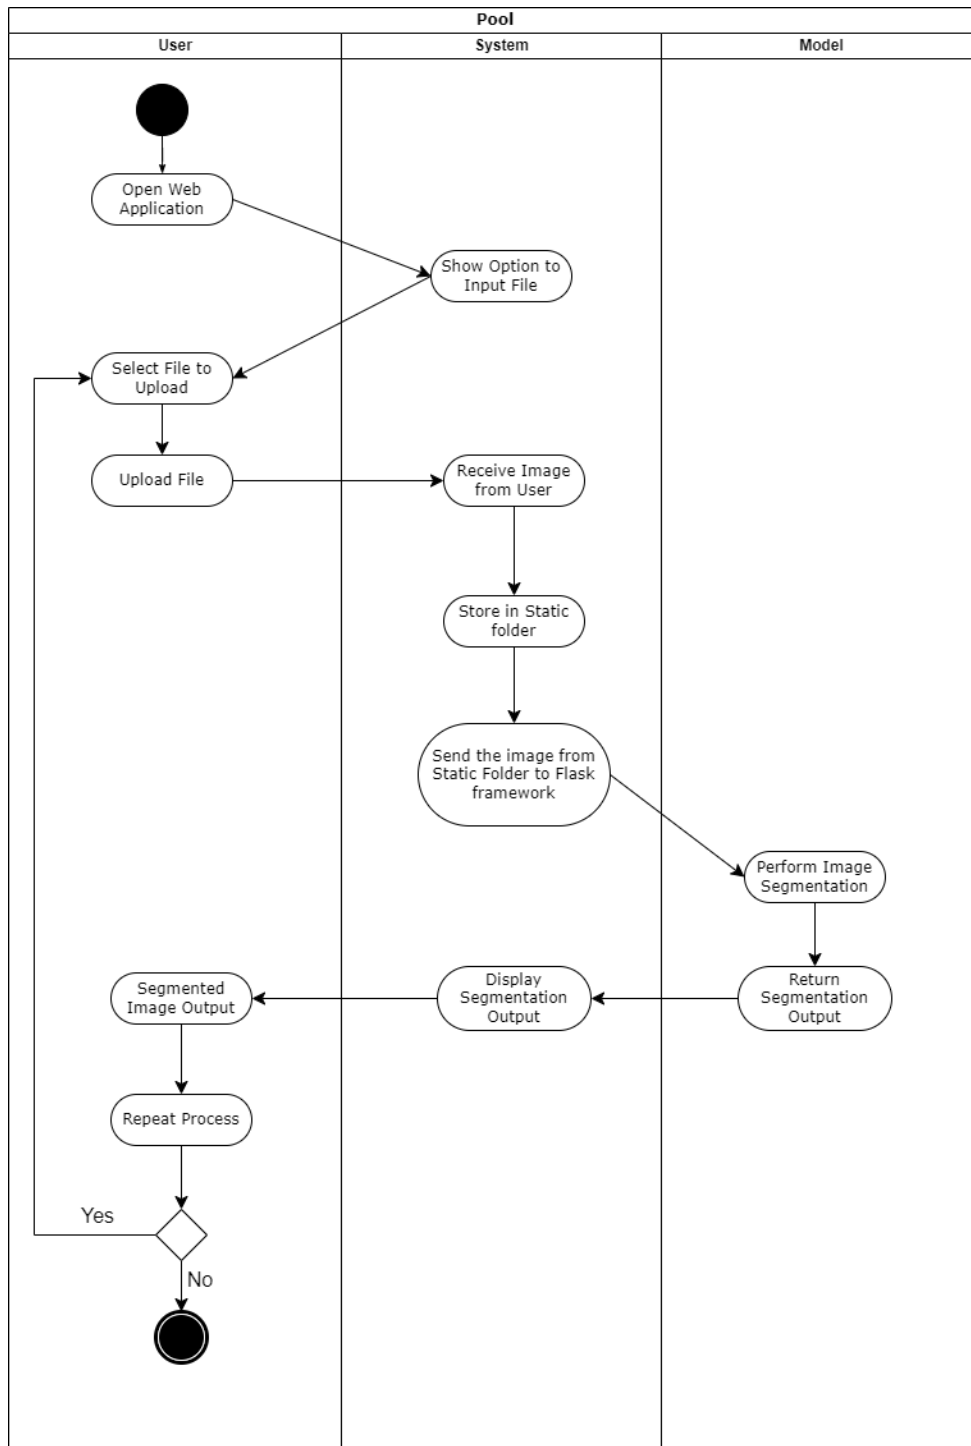 Pool
User
System
Model
Open Web
Application
Show Option to
Input File
Select File to
Upload
Upload File
Receive Image
from User
Store in Static
folder
Send the image from
Static Folder to Flask
framework
Perform Image
Segmentation
Return
Segmentation
Output
Display
Segmentation
Output
Segmented
Image Output
Repeat Process
Yes
No